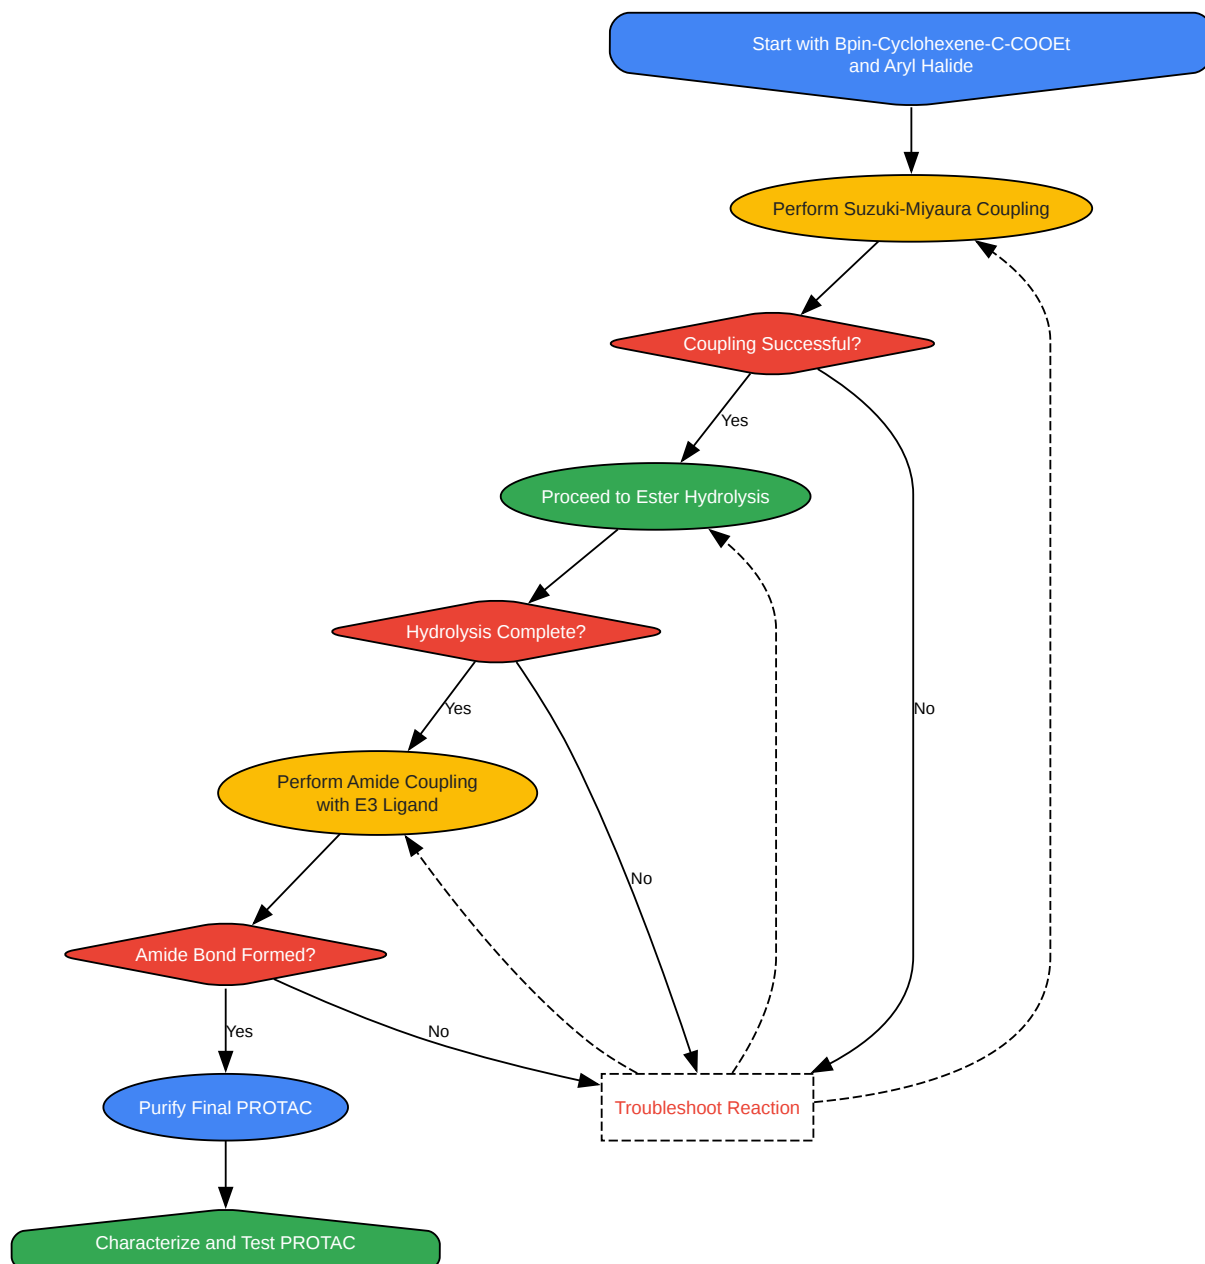 Start with Bpin-Cyclohexene-C-COOEt
and Aryl Halide
Perform Suzuki-Miyaura Coupling
Coupling Successful?
Yes
Proceed to Ester Hydrolysis
Hydrolysis Complete?
Yes
No
Perform Amide Coupling
with E3 Ligand
No
Amide Bond Formed?
Yes
No
Purify Final PROTAC
Troubleshoot Reaction
Characterize and Test PROTAC